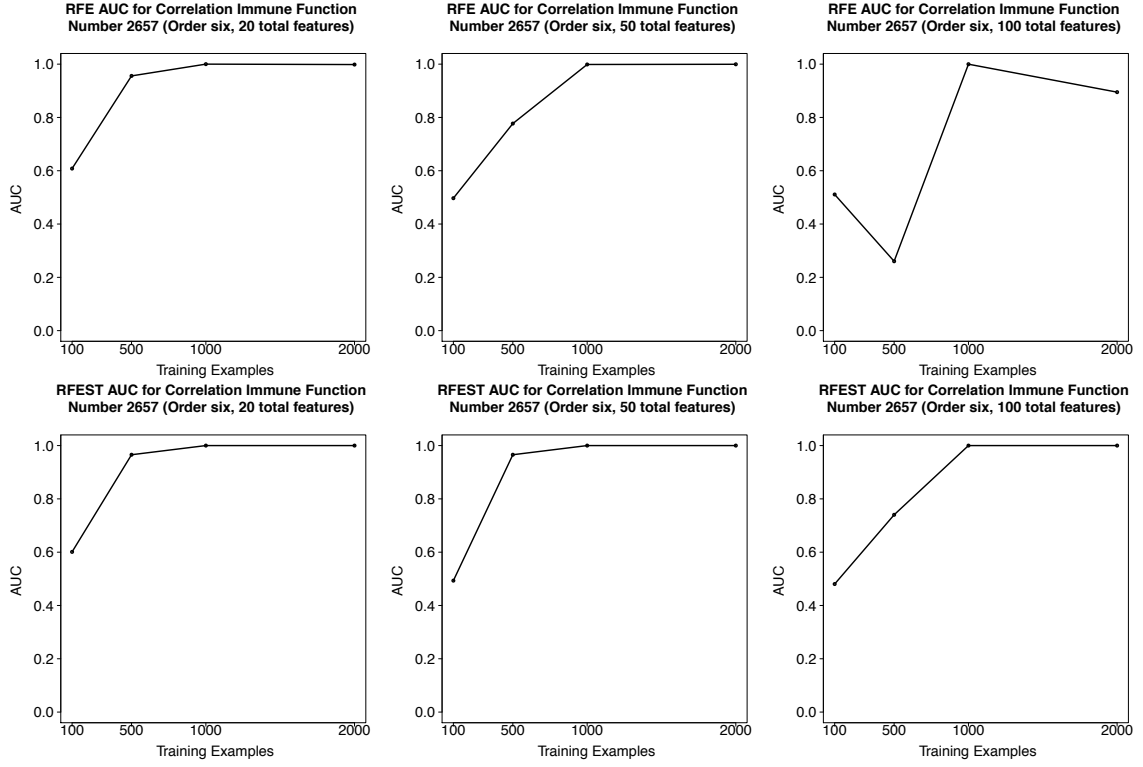 RFE AUC for Correlation Immune Function
Number 2657 (Order six, 20 total features)
1.0
0.8
0.6
0.4
0.2
0.0
AUC
100 500 1000 2000
Training Examples
RFE AUC for Correlation Immune Function
Number 2657 (Order six, 50 total features)
1.0
0.8
0.6
0.4
0.2
0.0
AUC
100 500 1000 2000
Training Examples
RFE AUC for Correlation Immune Function
Number 2657 (Order six, 100 total features)
1.0
0.8
0.6
0.4
0.2
0.0
AUC
100 500 1000 2000
Training Examples
RFEST AUC for Correlation Immune Function
Number 2657 (Order six, 20 total features)
1.0
0.8
0.6
0.4
0.2
0.0
AUC
100 500 1000 2000
Training Examples
RFEST AUC for Correlation Immune Function
Number 2657 (Order six, 50 total features)
1.0
0.8
0.6
0.4
0.2
0.0
AUC
100 500 1000 2000
Training Examples
RFEST AUC for Correlation Immune Function
Number 2657 (Order six, 100 total features)
1.0
0.8
0.6
0.4
0.2
0.0
AUC
100 500 1000 2000
Training Examples